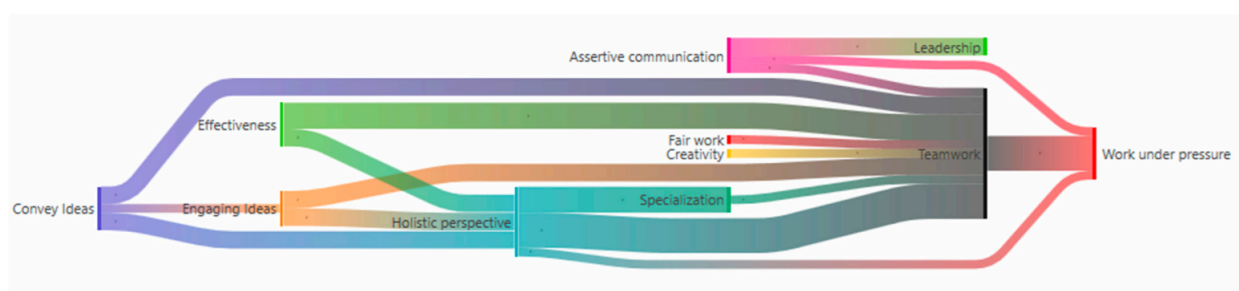 Leadership
Assertive communication
Effectiveness
Fair work
Creativity
Teamwork
Work under pressure
Specialization
Convey Ideas
Engaging Ideas
Holistic perspective